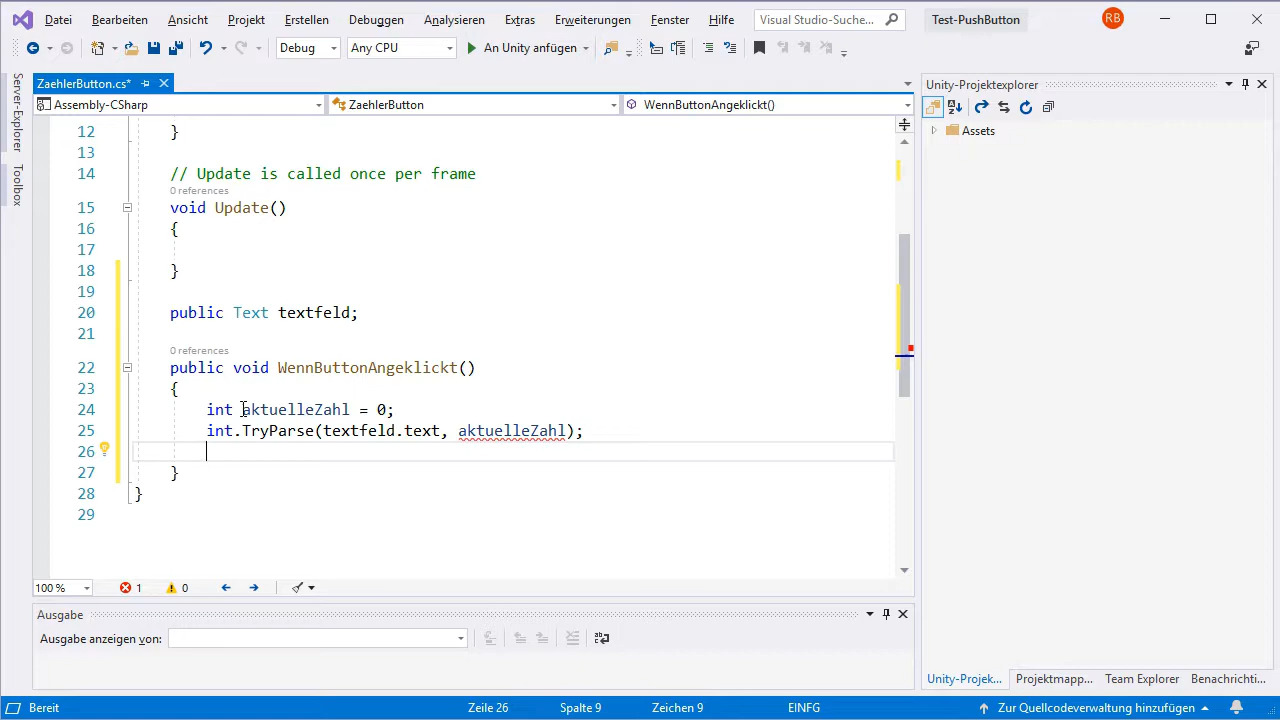 Datei Bearbeiten Ansicht Projekt Erstellen Debuggen Analysieren Extras Erweiterungen Fenster Hilfe Visual Studio-Suche... Test-PushButton RB
Debug Any CPU An Unity anfügen
Server-Explorer
Toolbox
ZaehlerButton.cs*
Assembly-CSharp ZaehlerButton WennButtonAngeklickt()
12 }
13
14 // Update is called once per frame
0 references
15 void Update()
16 {
17
18 }
19
20 public Text textfeld;
21
0 references
22 public void WennButtonAngeklickt()
23 {
24 int aktuelleZahl = 0;
25 int.TryParse(textfeld.text, aktuelleZahl);
26
27 }
28 }
29
100 % 1 0
Ausgabe
Ausgabe anzeigen von:
Unity-Projektexplorer
Assets
Unity-Projek... Projektmapp... Team Explorer Benachrichti...
Bereit Zeile 26 Spalte 9 Zeichen 9 EINFG Zur Quellcodeverwaltung hinzufügen